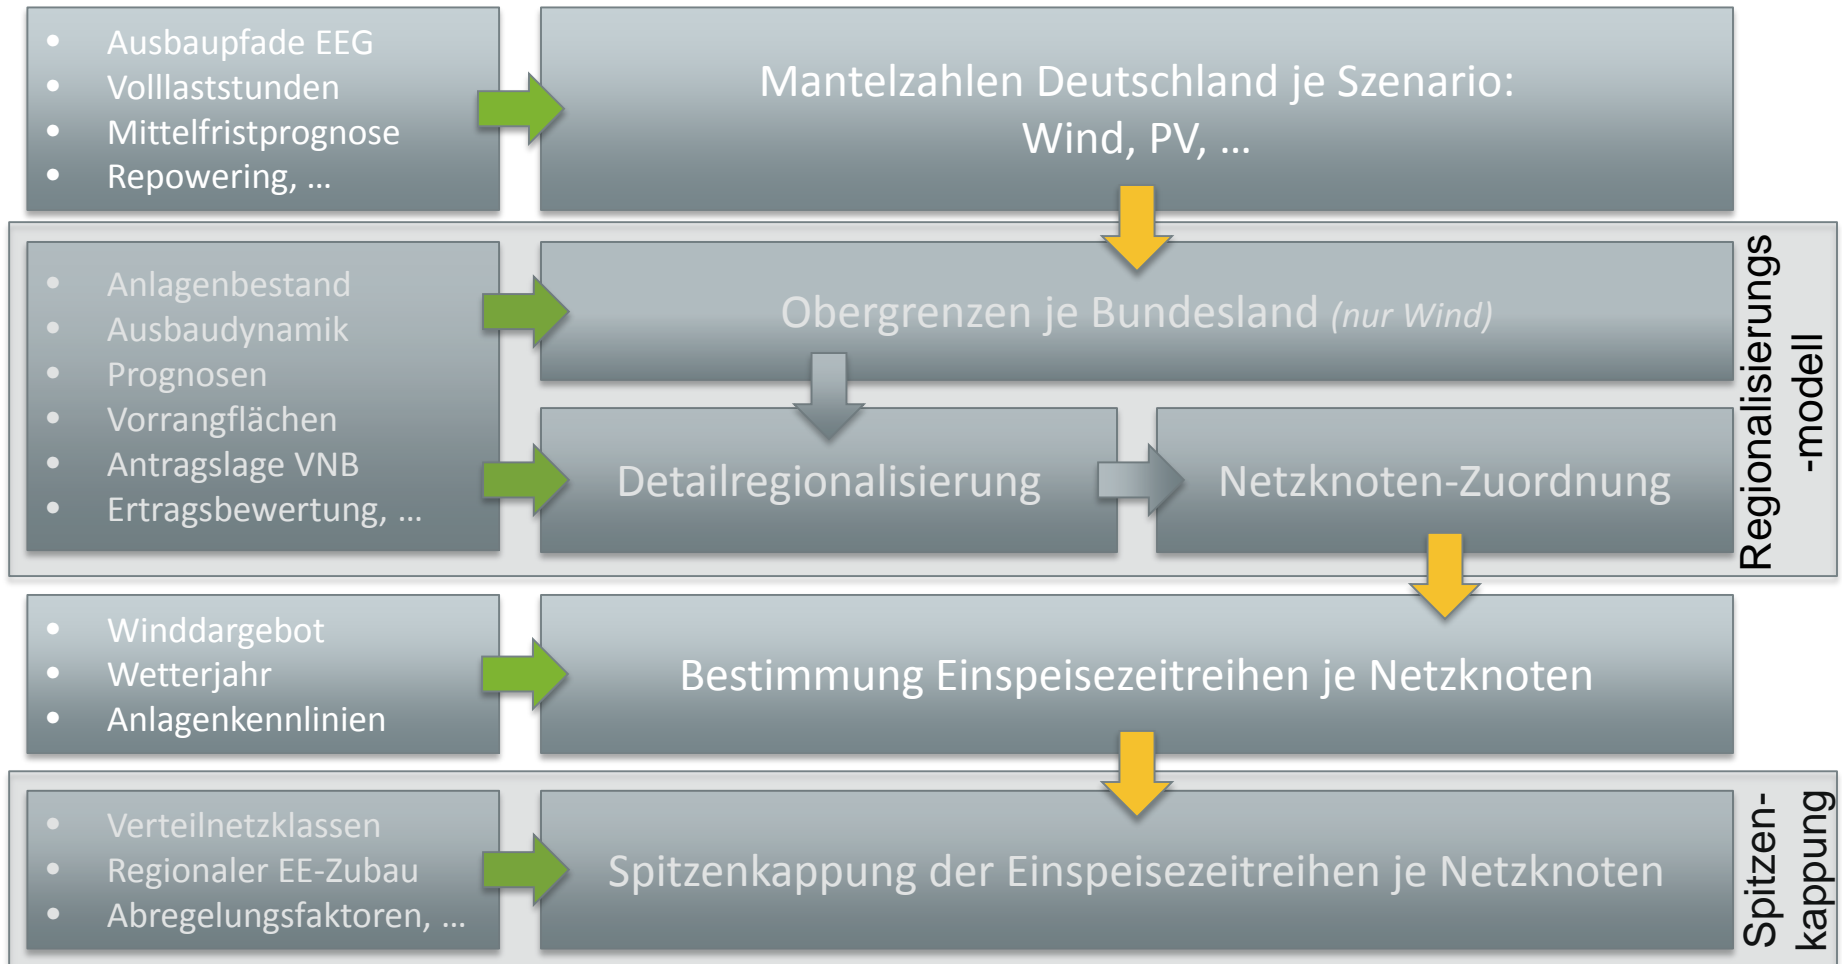 • Ausbaupfade EEG
• Volllaststunden
• Mittelfristprognose
• Repowering, ...
Mantelzahlen Deutschland je Szenario:
Wind, PV, ...
• Anlagenbestand
• Ausbaudynamik
• Prognosen
• Vorrangflächen
• Antragslage VNB
• Ertragsbewertung, ...
Obergrenzen je Bundesland (nur Wind)
Detailregionalisierung
Netzknoten-Zuordnung
Regionalisierungs
-modell
• Winddargebot
• Wetterjahr
• Anlagenkennlinien
Bestimmung Einspeisezeitreihen je Netzknoten
• Verteilnetzklassen
• Regionaler EE-Zubau
• Abregelungsfaktoren, ...
Spitzenkappung der Einspeisezeitreihen je Netzknoten
Spitzen-
kappung